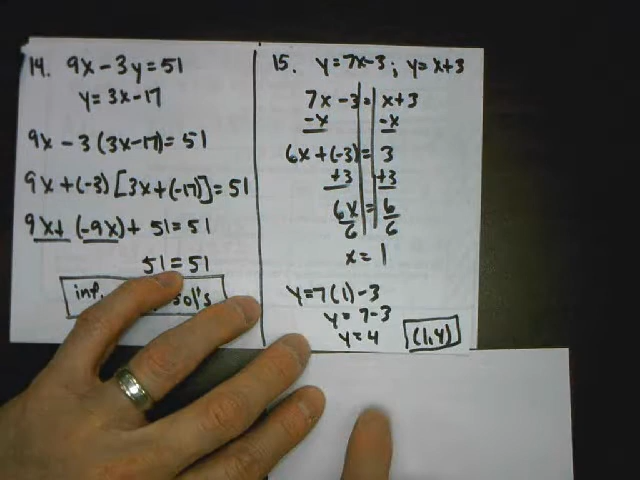 14. 9x - 3y = 51
y = 3x - 17
9x - 3(3x - 17) = 51
9x + (-3)[3x + (-17)] = 51
9x + (-9x) + 51 = 51
51 = 51
inf. sol's
15. y = 7x - 3; y = x + 3
7x - 3 = x + 3
-x -x
6x + (-3) = 3
+3 +3
6x = 6
6 6
x = 1
y = 7(1) - 3
y = 7 - 3
y = 4
(1,4)